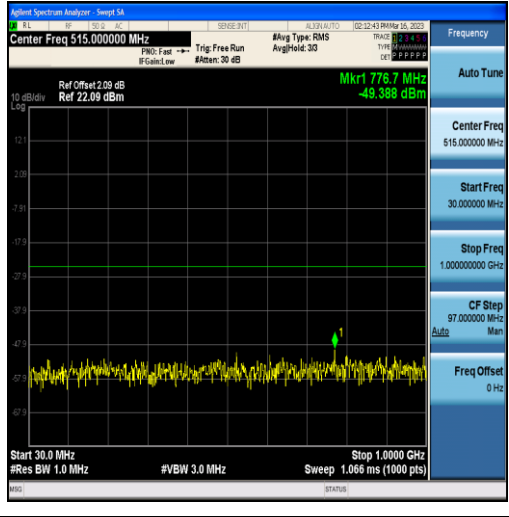 Agilent Spectrum Analyzer - Swept SA
RL RF 50 Ω AC SENSE:INT ALIGN AUTO 02:12:43 PM Mar 16, 2023
Center Freq 515.000000 MHz
#Avg Type: RMS
TRACE 1 2 3 4 5 6
PNO: Fast
Trig: Free Run
Avg|Hold: 3/3
TYPE M
IFGain:Low
#Atten: 30 dB
DET P P P P P P
Mkr1 776.7 MHz
Ref Offset 2.09 dB
10 dB/div Ref 22.09 dBm
-49.388 dBm
Log
12.1
2.09
-7.91
-17.9
-27.9
-37.9
-47.9
-57.9
-67.9
1
Start 30.0 MHz
Stop 1.0000 GHz
#Res BW 1.0 MHz
#VBW 3.0 MHz
Sweep 1.066 ms (1000 pts)
MSG
STATUS
Frequency
Auto Tune
Center Freq
515.000000 MHz
Start Freq
30.000000 MHz
Stop Freq
1.000000000 GHz
CF Step
97.000000 MHz
Auto Man
Freq Offset
0 Hz